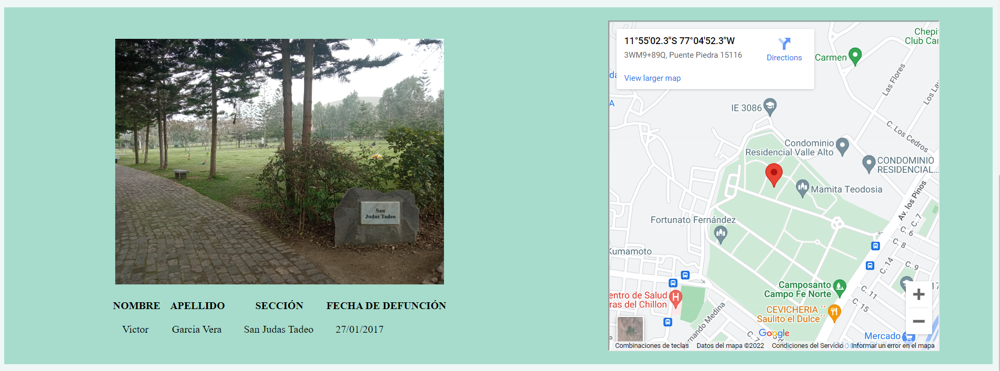 San
Judas Tadeo
NOMBRE APELLIDO SECCIÓN FECHA DE DEFUNCIÓN
Victor Garcia Vera San Judas Tadeo 27/01/2017
11°55'02.3"S 77°04'52.3"W
3WM9+89Q, Puente Piedra 15116
Directions
View larger map
Chepi
Club Car
Carmen
Las Flores
Los Lau
IE 3086
C. Los Cedros
Condominio
Residencial Valle Alto
CONDOMINIO
RESIDENCIAL...
Mamita Teodosia
Av. los Pinos
Fortunato Fernández
C. 7
C. 6
C. 8
Kumamoto
C. 14
C. 9
Camposanto
Campo Fe Norte
17
C. 11
entro de Salud
ras del Chillon
C. 15
CEVICHERIA ´´
Saulito el Dulce´´
ernando Medina
C. 7
Google
Mercado
Combinaciones de teclas Datos del mapa ©2022 Condiciones del Servicio Informar un error en el mapa